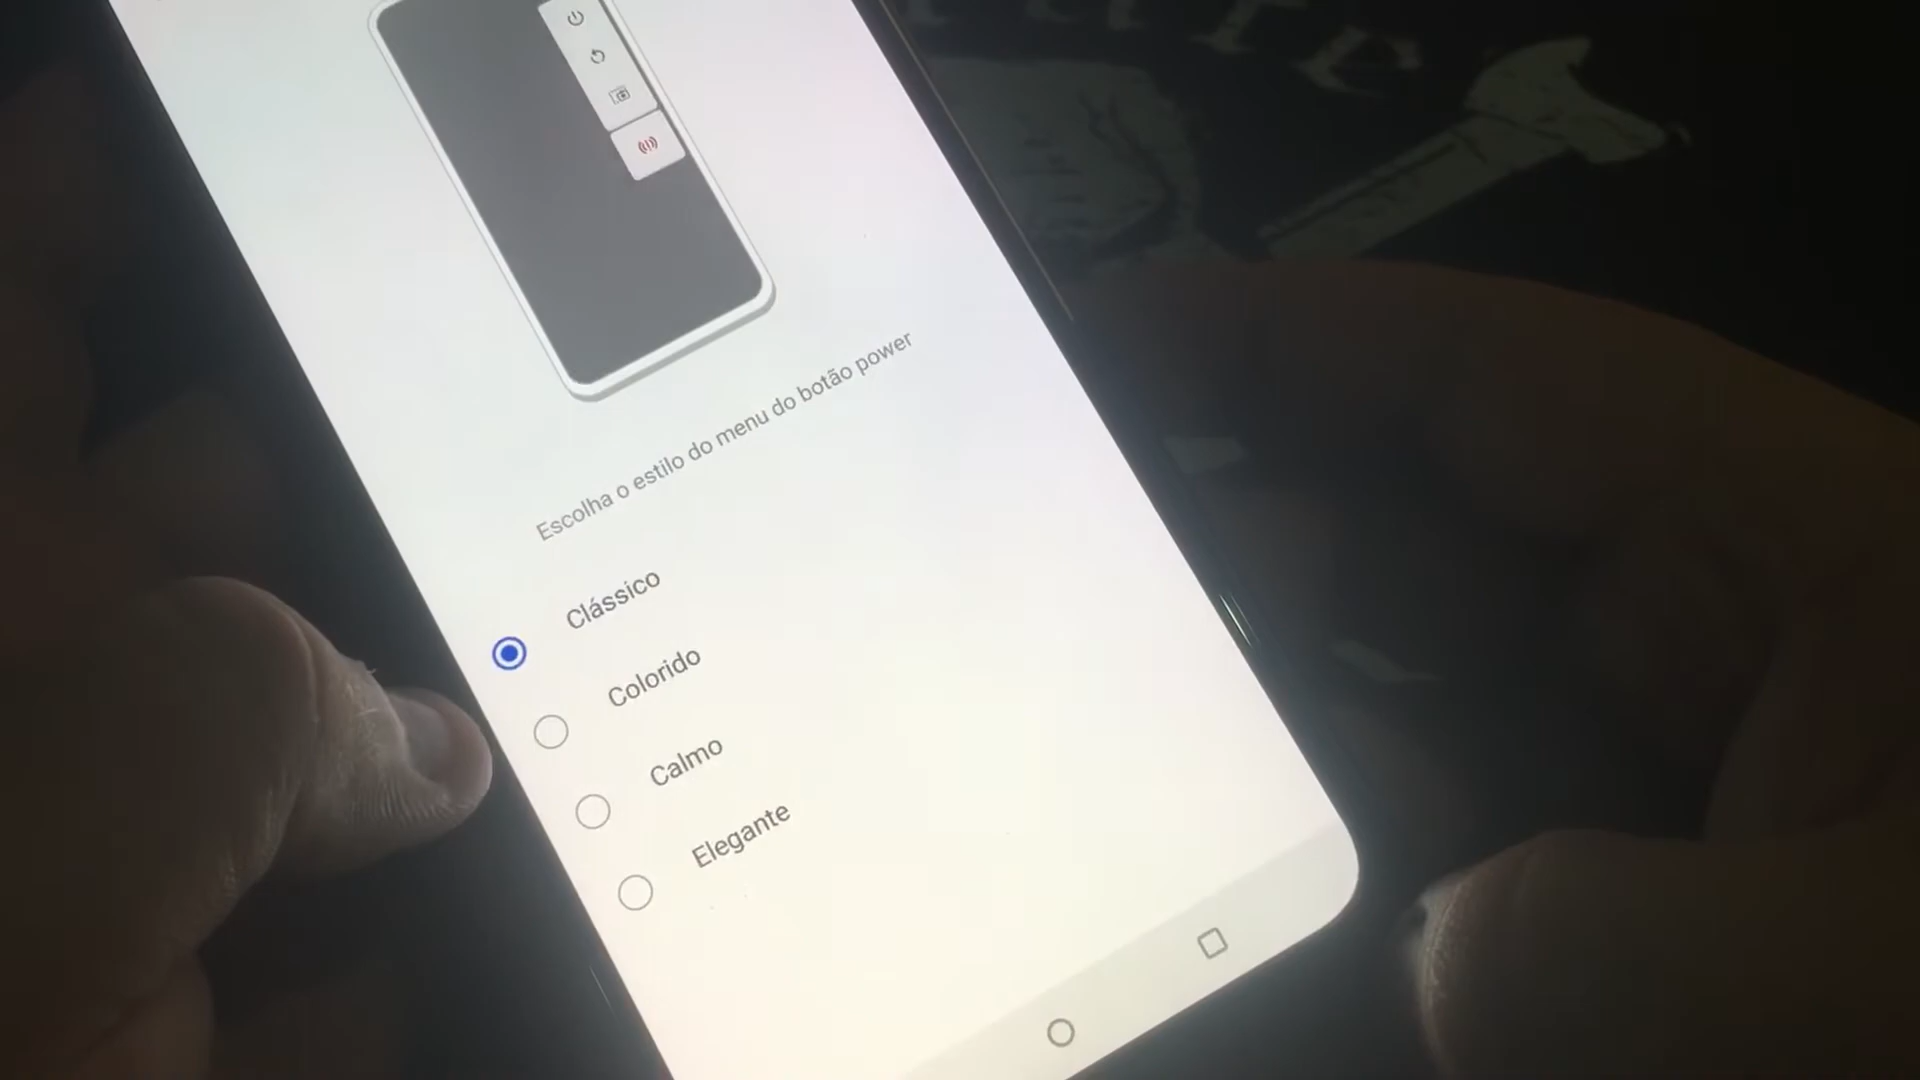 Escolha o estilo do menu do botão power
Clássico
Colorido
Calmo
Elegante